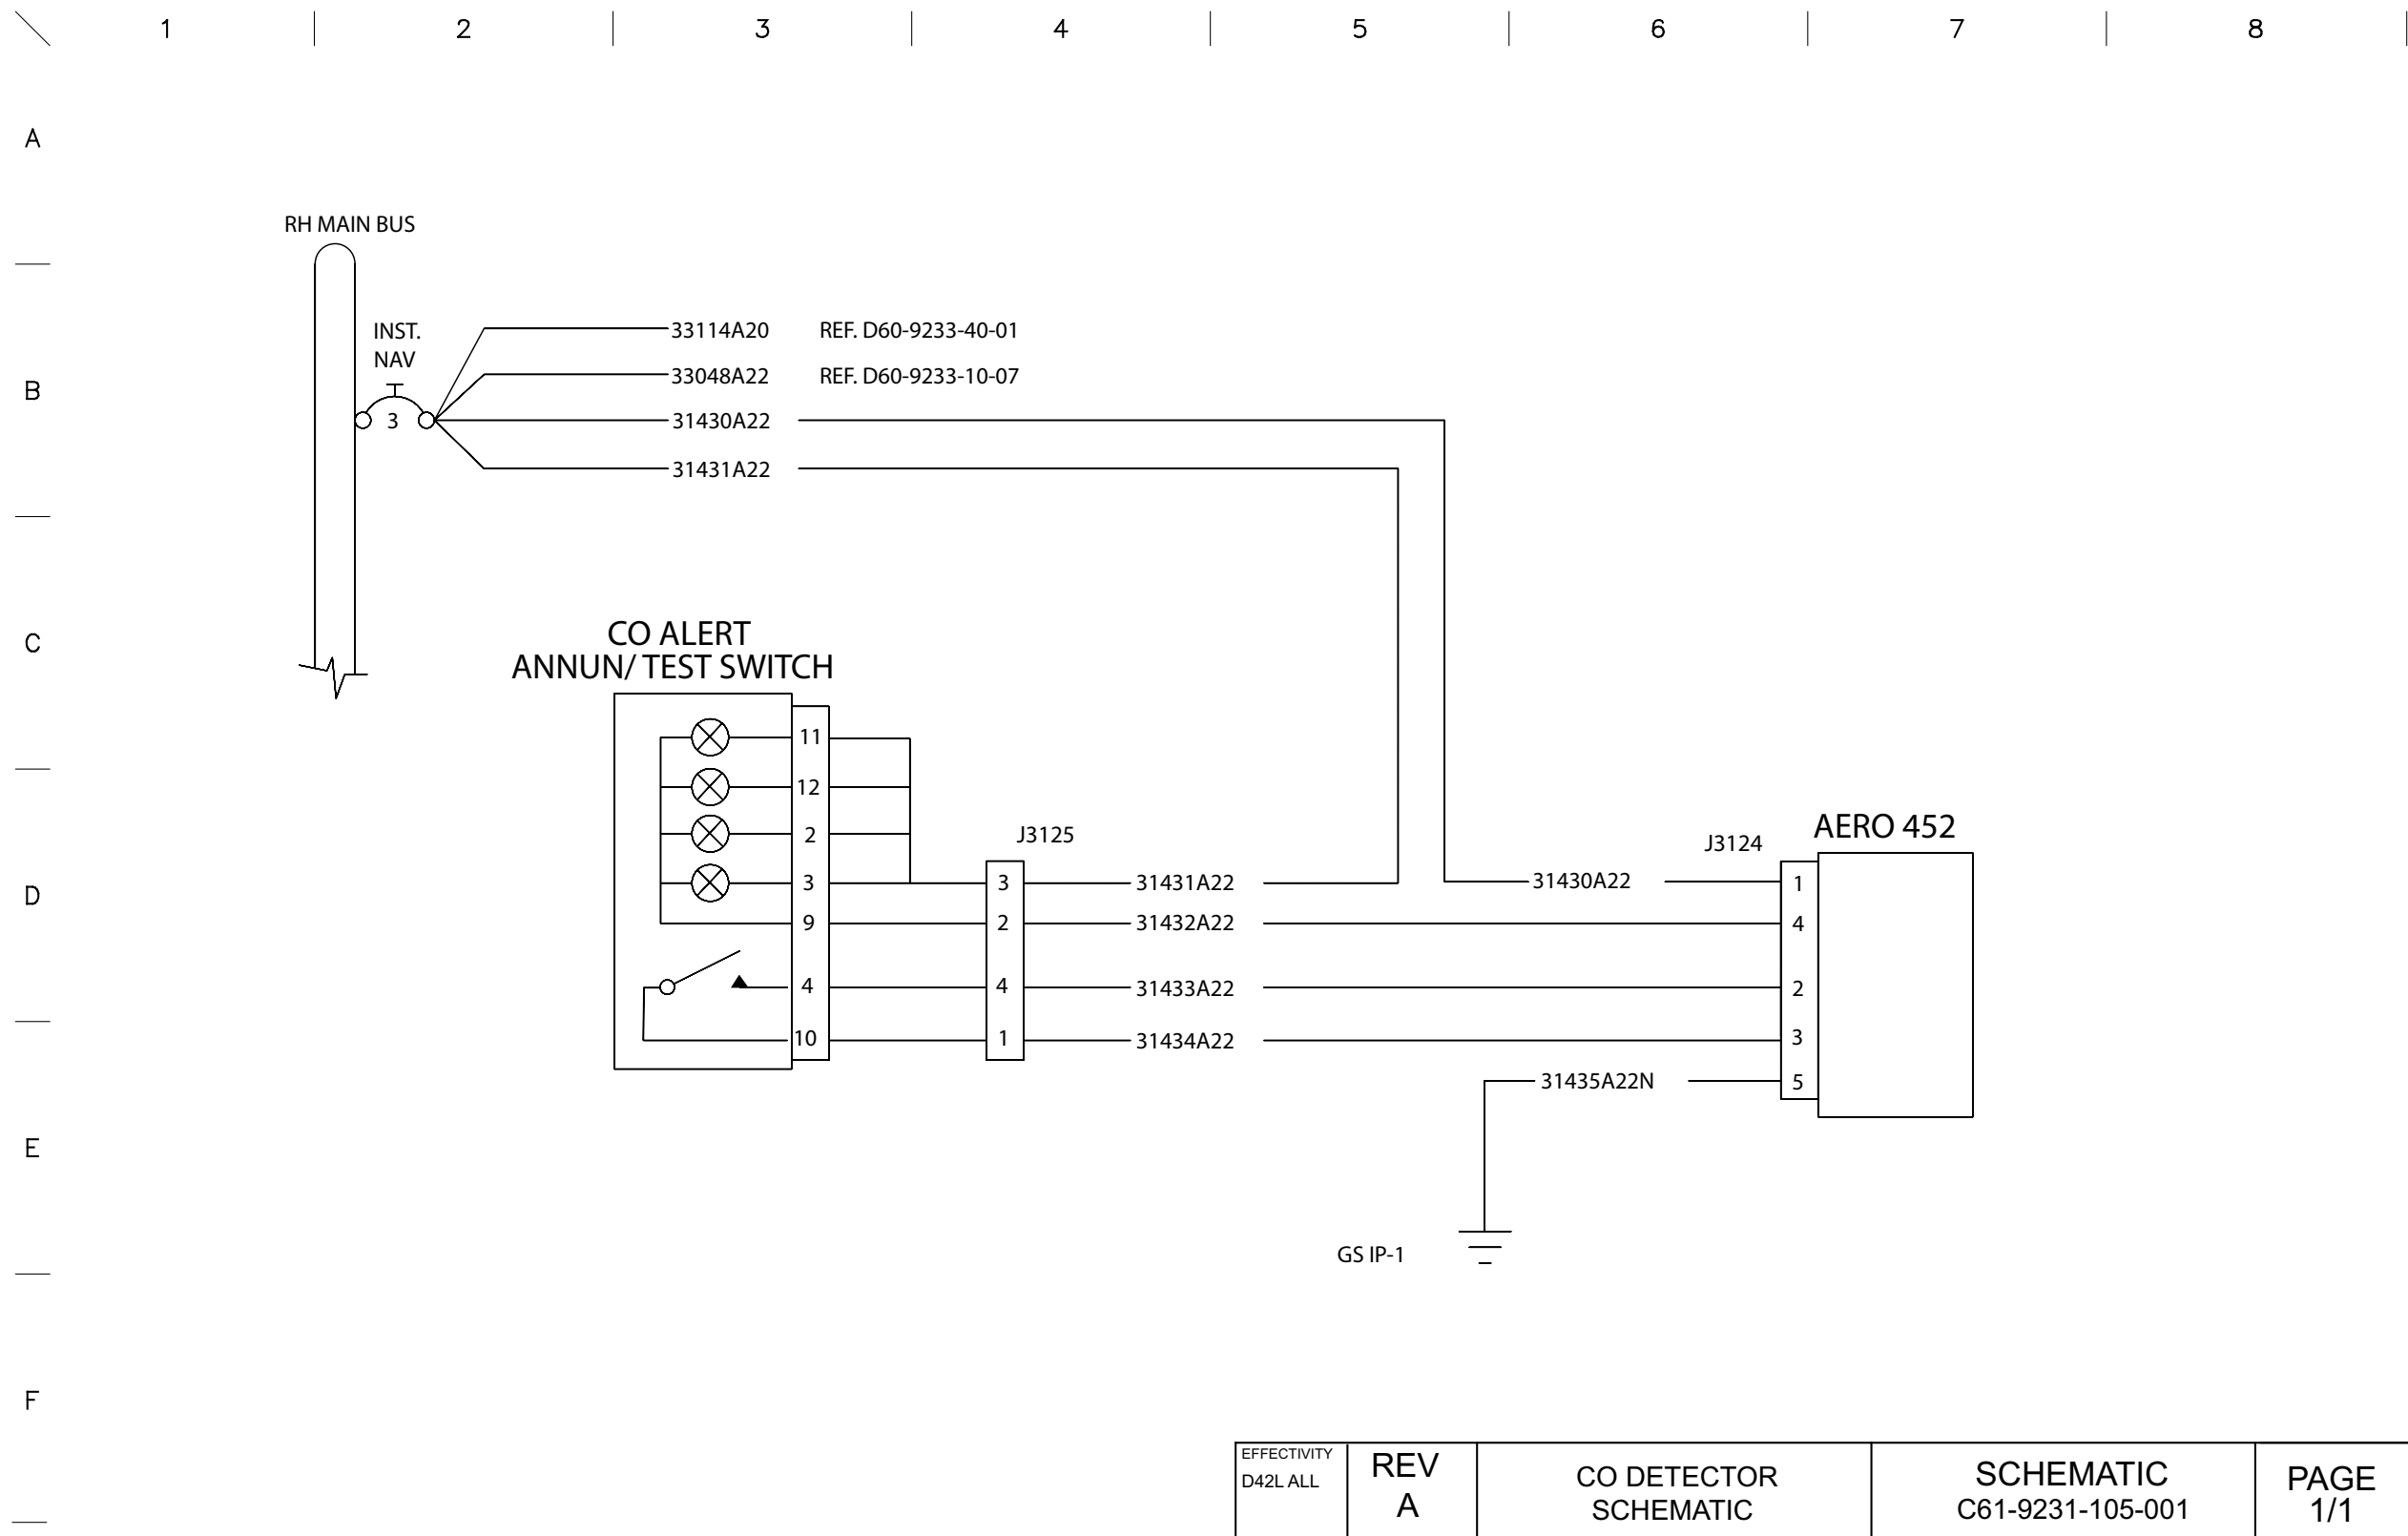 1 2 3 4 5 6 7 8
A
RH MAIN BUS
INST.
NAV
3
33114A20 REF. D60-9233-40-01
B
33048A22 REF. D60-9233-10-07
31430A22
31431A22
C
CO ALERT
ANNUN/ TEST SWITCH
11
12
2
3
9
4
10
J3125
3
2
4
1
31431A22
31432A22
31433A22
31434A22
D
J3124
AERO 452
31430A22
1
4
2
3
5
31435A22N
E
GS IP-1
F
EFFECTIVITY
D42L ALL
REV
A
CO DETECTOR
SCHEMATIC
SCHEMATIC
C61-9231-105-001
PAGE
1/1